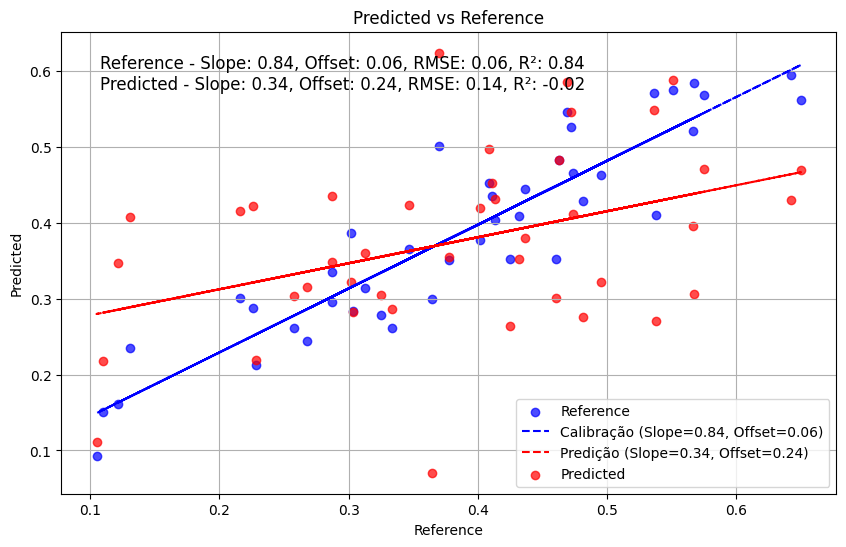 Predicted vs Reference
Reference - Slope: 0.84, Offset: 0.06, RMSE: 0.06, R²: 0.84
Predicted - Slope: 0.34, Offset: 0.24, RMSE: 0.14, R²: -0.02
Predicted
0.6
0.5
0.4
0.3
0.2
0.1
Reference
Calibração (Slope=0.84, Offset=0.06)
Predição (Slope=0.34, Offset=0.24)
Predicted
0.1 0.2 0.3 0.4 0.5 0.6
Reference